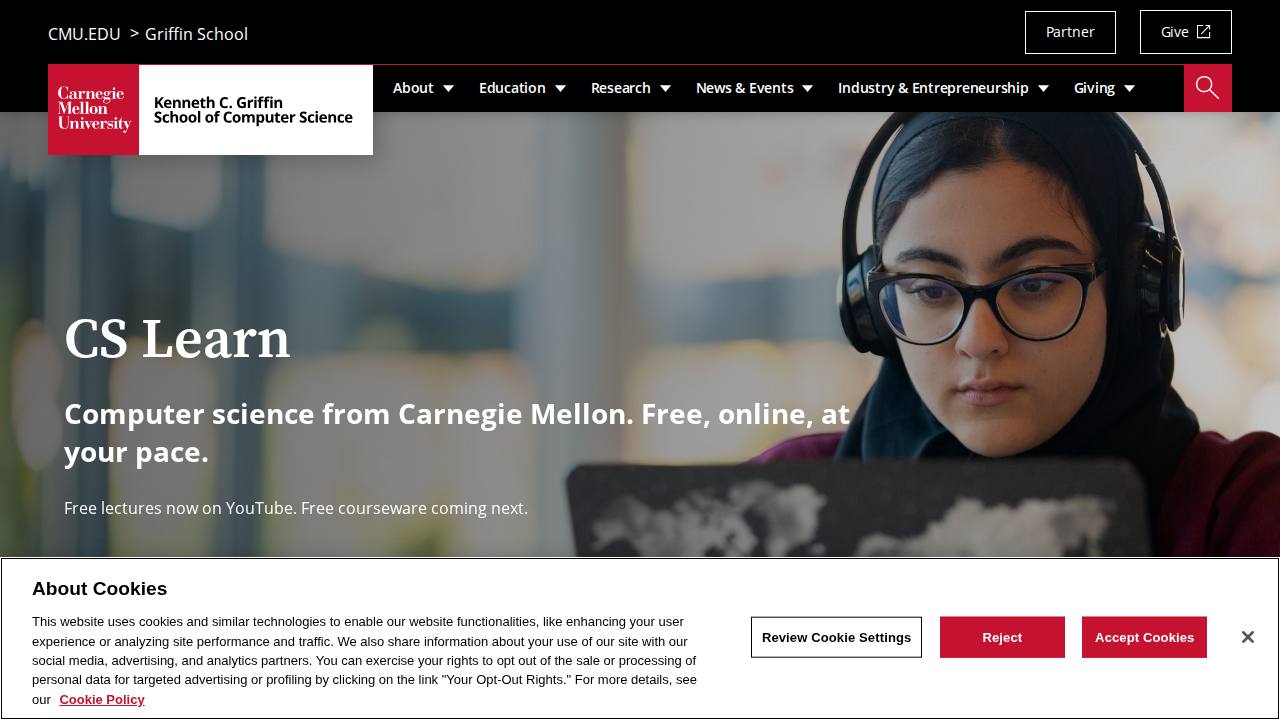 CMU.EDU > Griffin School
Partner
Give
Carnegie
Mellon
University
Kenneth C. Griffin
School of Computer Science
About
Education
Research
News & Events
Industry & Entrepreneurship
Giving
CS Learn
Computer science from Carnegie Mellon. Free, online, at
your pace.
Free lectures now on YouTube. Free courseware coming next.
About Cookies
This website uses cookies and similar technologies to enable our website functionalities, like enhancing your user
experience or analyzing site performance and traffic. We also share information about your use of our site with our
social media, advertising, and analytics partners. You can exercise your rights to opt out of the sale or processing of
personal data for targeted advertising or profiling by clicking on the link "Your Opt-Out Rights." For more details, see
our Cookie Policy
Review Cookie Settings
Reject
Accept Cookies